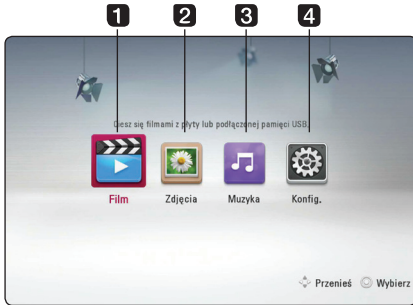 1 2 3 4
Ciesz się filmami z płyty lub podłączonej pamięci USB.
Film Zdjęcia Muzyka Konfig.
Przenieś Wybierz